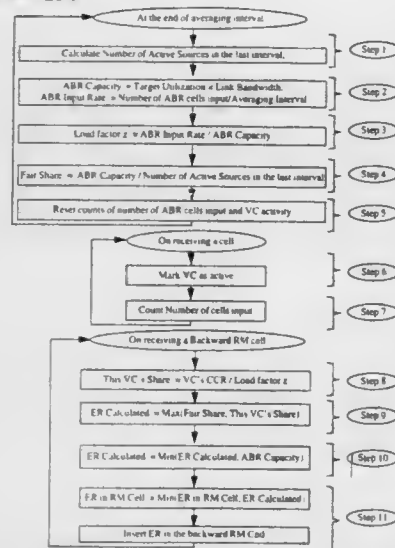 At the end of averaging interval
Calculate Number of Active Sources in the last interval.
Step 1
ABR Capacity = Target Utilization x Link Bandwidth,
ABR Input Rate = Number of ABR cells input/Averaging Interval
Step 2
Load factor z = ABR Input Rate / ABR Capacity
Step 3
Fair Share = ABR Capacity / Number of Active Sources in the last interval
Step 4
Reset counts of number of ABR cells input and VC activity
Step 5
On receiving a cell
Mark VC as active
Step 6
Count Number of cells input
Step 7
On receiving a Backward RM cell
This VC's Share = VC's CCR / Load factor z
Step 8
ER Calculated = Max(Fair Share, This VC's Share)
Step 9
ER Calculated = Min(ER Calculated, ABR Capacity)
Step 10
ER in RM Cell = Min(ER in RM Cell, ER Calculated)
Insert ER in the backward RM Cell
Step 11